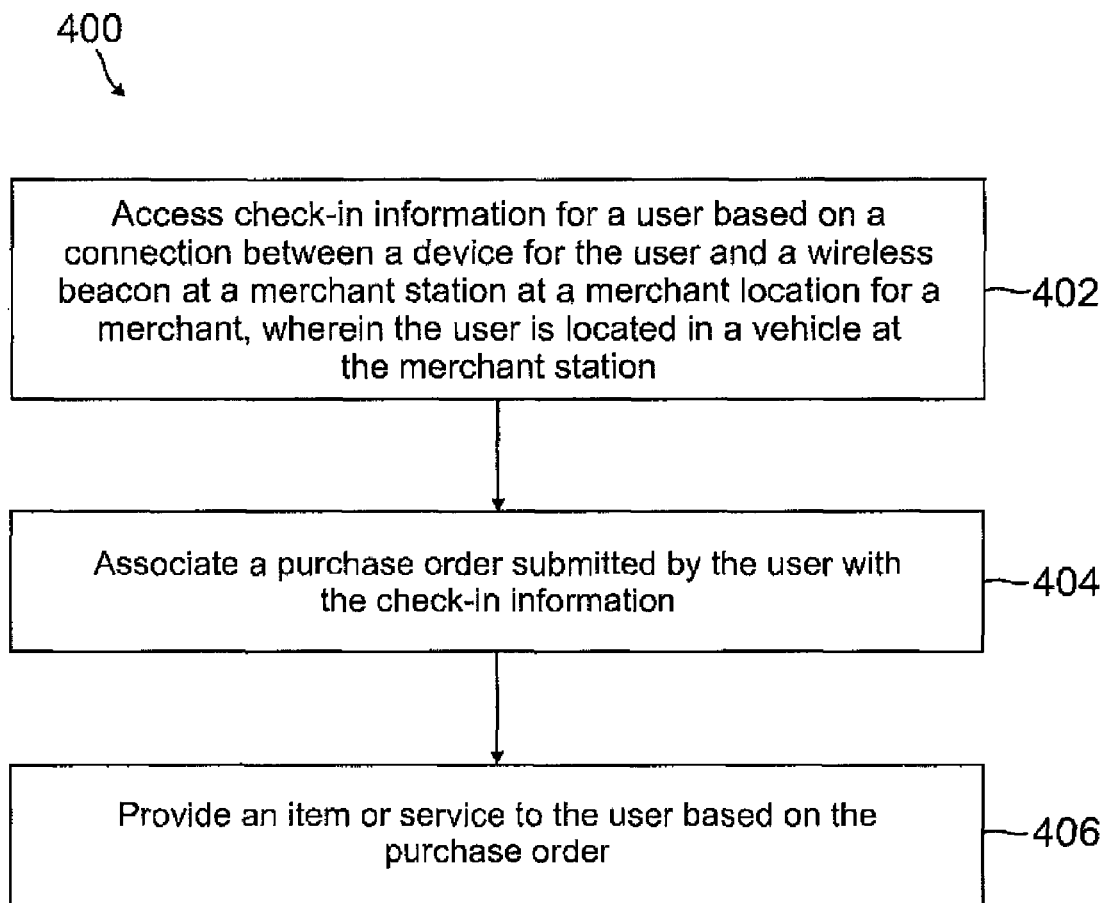 400
Access check-in information for a user based on a
connection between a device for the user and a wireless
beacon at a merchant station at a merchant location for a
merchant, wherein the user is located in a vehicle at
the merchant station
402
Associate a purchase order submitted by the user with
the check-in information
404
Provide an item or service to the user based on the
purchase order
406